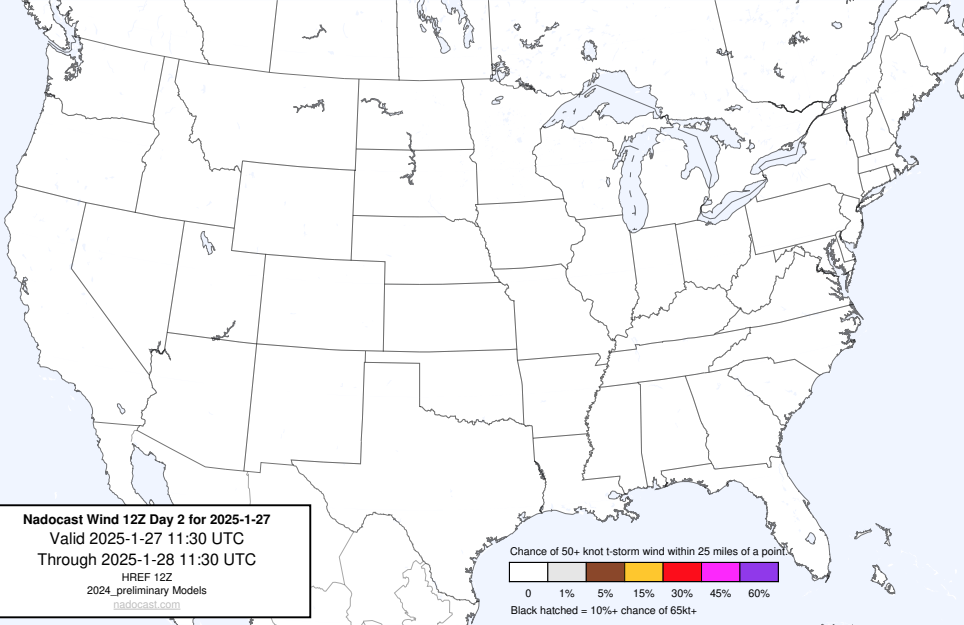 Nadocast Wind 12Z Day 2 for 2025-1-27
Valid 2025-1-27 11:30 UTC
Through 2025-1-28 11:30 UTC
HREF 12Z
2024_preliminary Models
nadocast.com
Chance of 50+ knot t-storm wind within 25 miles of a point.
0 1% 5% 15% 30% 45% 60%
Black hatched = 10%+ chance of 65kt+